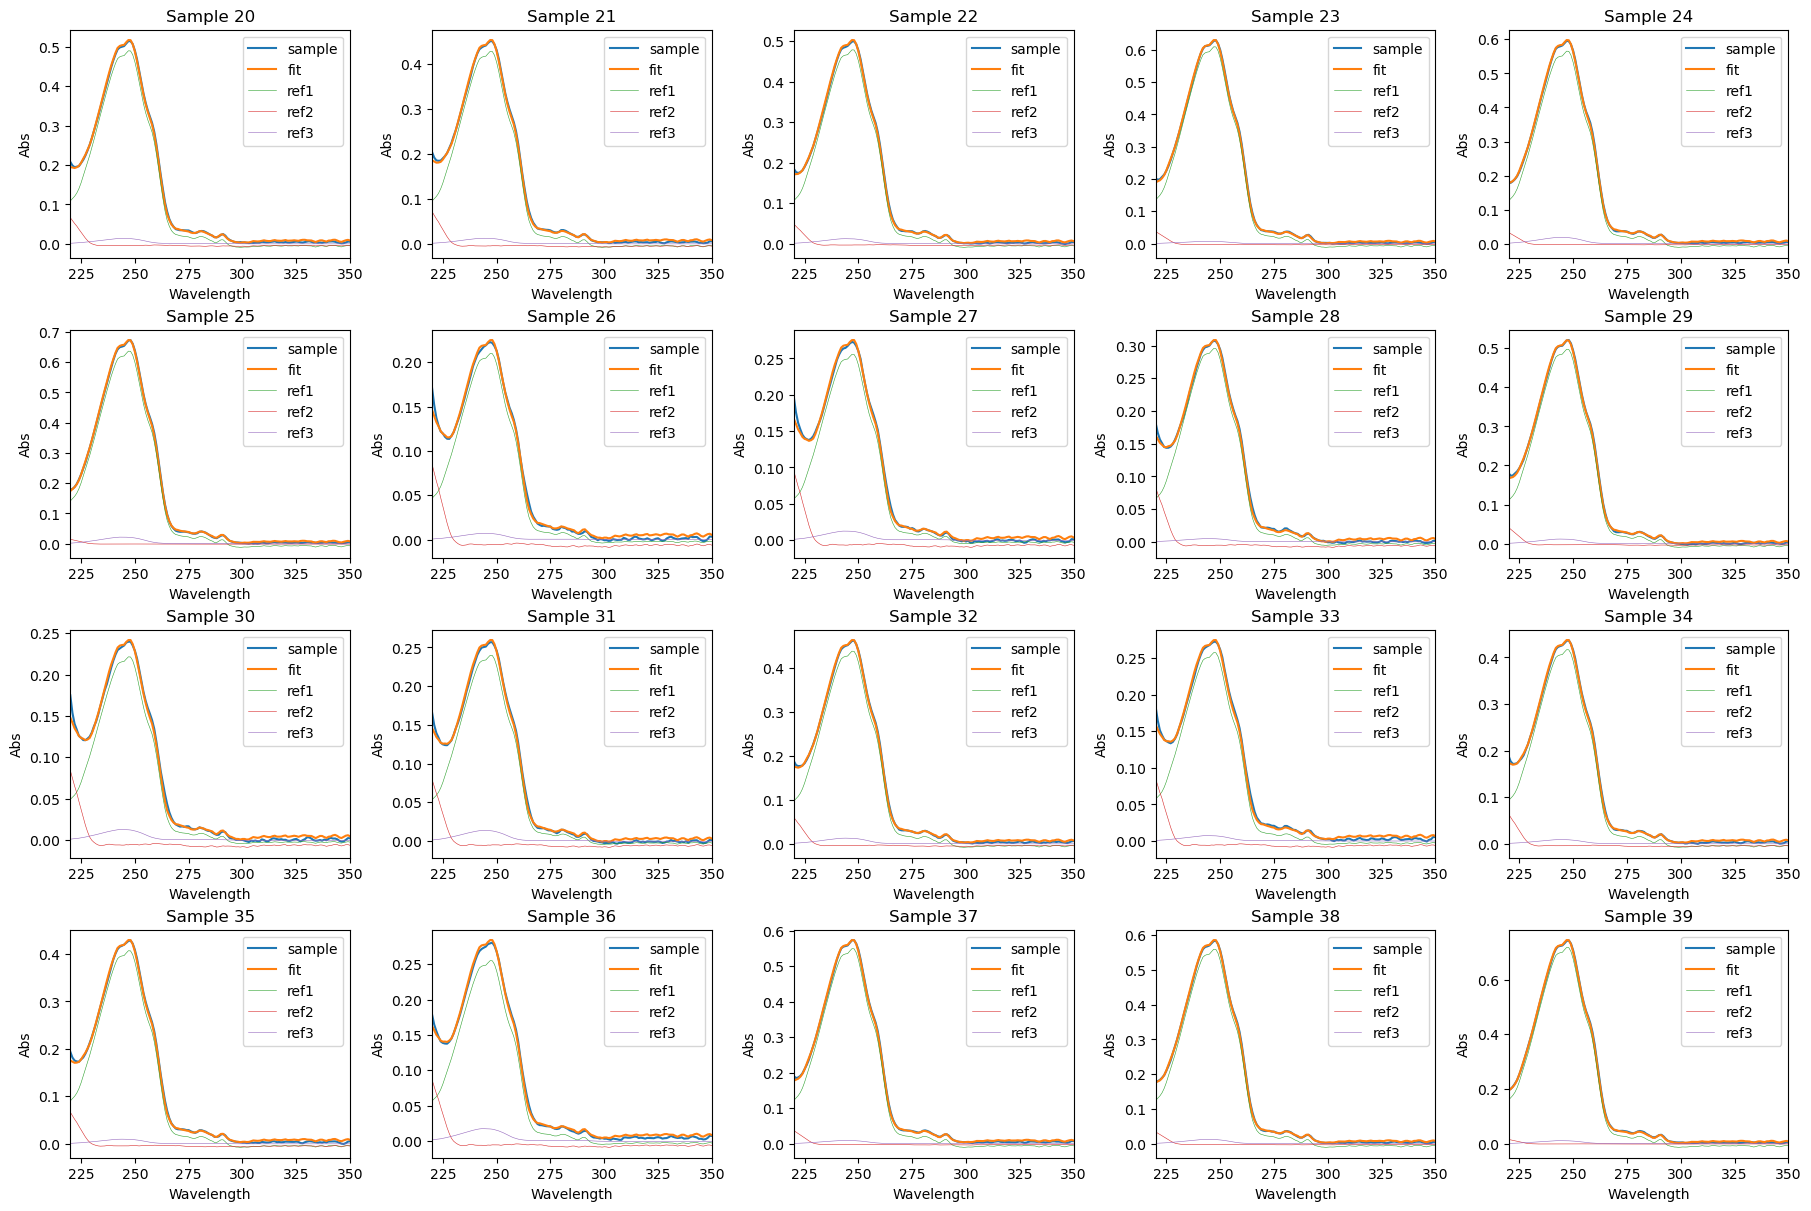 Sample 20
0.5
0.4
0.3
0.2
0.1
0.0
Abs
sample
fit
ref1
ref2
ref3
225 250 275 300 325 350
Wavelength
Sample 21
0.4
0.3
0.2
0.1
0.0
Abs
sample
fit
ref1
ref2
ref3
225 250 275 300 325 350
Wavelength
Sample 22
0.5
0.4
0.3
0.2
0.1
0.0
Abs
sample
fit
ref1
ref2
ref3
225 250 275 300 325 350
Wavelength
Sample 23
0.6
0.5
0.4
0.3
0.2
0.1
0.0
Abs
sample
fit
ref1
ref2
ref3
225 250 275 300 325 350
Wavelength
Sample 24
0.6
0.5
0.4
0.3
0.2
0.1
0.0
Abs
sample
fit
ref1
ref2
ref3
225 250 275 300 325 350
Wavelength
Sample 25
0.7
0.6
0.5
0.4
0.3
0.2
0.1
0.0
Abs
sample
fit
ref1
ref2
ref3
225 250 275 300 325 350
Wavelength
Sample 26
0.20
0.15
0.10
0.05
0.00
Abs
sample
fit
ref1
ref2
ref3
225 250 275 300 325 350
Wavelength
Sample 27
0.25
0.20
0.15
0.10
0.05
0.00
Abs
sample
fit
ref1
ref2
ref3
225 250 275 300 325 350
Wavelength
Sample 28
0.30
0.25
0.20
0.15
0.10
0.05
0.00
Abs
sample
fit
ref1
ref2
ref3
225 250 275 300 325 350
Wavelength
Sample 29
0.5
0.4
0.3
0.2
0.1
0.0
Abs
sample
fit
ref1
ref2
ref3
225 250 275 300 325 350
Wavelength
Sample 30
0.25
0.20
0.15
0.10
0.05
0.00
Abs
sample
fit
ref1
ref2
ref3
225 250 275 300 325 350
Wavelength
Sample 31
0.25
0.20
0.15
0.10
0.05
0.00
Abs
sample
fit
ref1
ref2
ref3
225 250 275 300 325 350
Wavelength
Sample 32
0.4
0.3
0.2
0.1
0.0
Abs
sample
fit
ref1
ref2
ref3
225 250 275 300 325 350
Wavelength
Sample 33
0.25
0.20
0.15
0.10
0.05
0.00
Abs
sample
fit
ref1
ref2
ref3
225 250 275 300 325 350
Wavelength
Sample 34
0.4
0.3
0.2
0.1
0.0
Abs
sample
fit
ref1
ref2
ref3
225 250 275 300 325 350
Wavelength
Sample 35
0.4
0.3
0.2
0.1
0.0
Abs
sample
fit
ref1
ref2
ref3
225 250 275 300 325 350
Wavelength
Sample 36
0.25
0.20
0.15
0.10
0.05
0.00
Abs
sample
fit
ref1
ref2
ref3
225 250 275 300 325 350
Wavelength
Sample 37
0.6
0.5
0.4
0.3
0.2
0.1
0.0
Abs
sample
fit
ref1
ref2
ref3
225 250 275 300 325 350
Wavelength
Sample 38
0.6
0.5
0.4
0.3
0.2
0.1
0.0
Abs
sample
fit
ref1
ref2
ref3
225 250 275 300 325 350
Wavelength
Sample 39
0.6
0.4
0.2
0.0
Abs
sample
fit
ref1
ref2
ref3
225 250 275 300 325 350
Wavelength